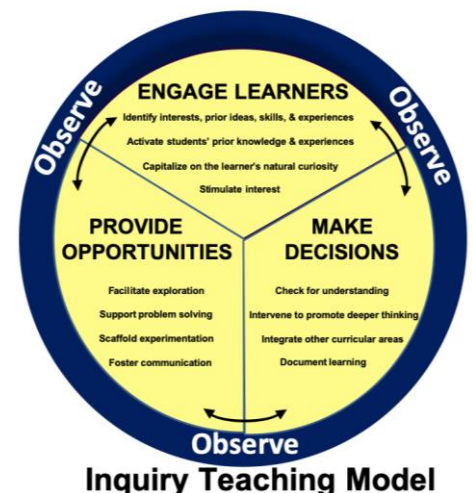 ENGAGE LEARNERS
Identify interests, prior ideas, skills, & experiences
Activate students' prior knowledge & experiences
Capitalize on the learner's natural curiosity
Stimulate interest
Observe
Observe
PROVIDE
OPPORTUNITIES
Facilitate exploration
Support problem solving
Scaffold experimentation
Foster communication
MAKE
DECISIONS
Check for understanding
Intervene to promote deeper thinking
Integrate other curricular areas
Document learning
Observe
Inquiry Teaching Model